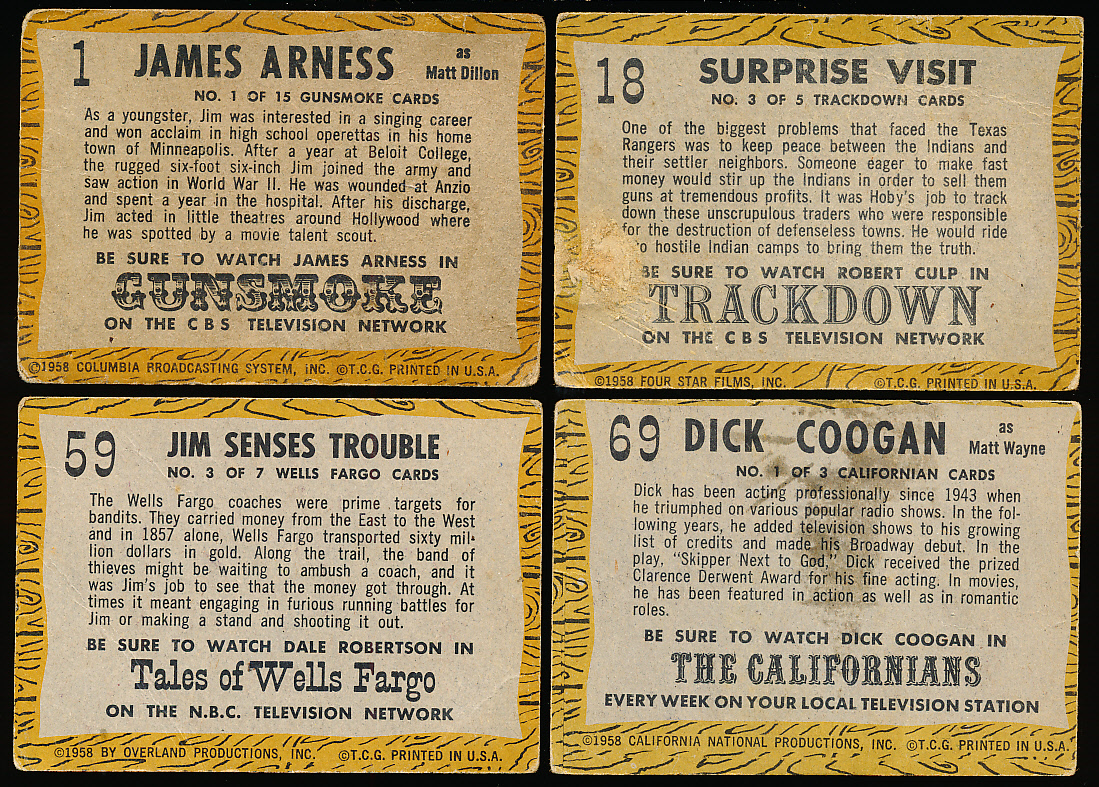 1
JAMES ARNESS
as
Matt Dillon
NO. 1 OF 15 GUNSMOKE CARDS
As a youngster, Jim was interested in a singing career
and won acclaim in high school operettas in his home
town of Minneapolis. After a year at Beloit College,
the rugged six-foot six-inch Jim joined the army and
saw action in World War II. He was wounded at Anzio
and spent a year in the hospital. After his discharge,
Jim acted in little theatres around Hollywood where
he was spotted by a movie talent scout.
BE SURE TO WATCH JAMES ARNESS IN
GUNSMOKE
ON THE CBS TELEVISION NETWORK
©1958 COLUMBIA BROADCASTING SYSTEM, INC. ©T.C.G. PRINTED IN U.S.A.
18
SURPRISE VISIT
NO. 3 OF 5 TRACKDOWN CARDS
One of the biggest problems that faced the Texas
Rangers was to keep peace between the Indians and
their settler neighbors. Someone eager to make fast
money would stir up the Indians in order to sell them
guns at tremendous profits. It was Hoby's job to track
down these unscrupulous traders who were responsible
for the destruction of defenseless towns. He would ride
hostile Indian camps to bring them the truth.
BE SURE TO WATCH ROBERT CULP IN
TRACKDOWN
ON THE CBS TELEVISION NETWORK
©1958 FOUR STAR FILMS, INC. ©T.C.G. PRINTED IN U.S.A.
59
JIM SENSES TROUBLE
NO. 3 OF 7 WELLS FARGO CARDS
The Wells Fargo coaches were prime targets for
bandits. They carried money from the East to the West
and in 1857 alone, Wells Fargo transported sixty mil-
lion dollars in gold. Along the trail, the band of
thieves might be waiting to ambush a coach, and it
was Jim's job to see that the money got through. At
times it meant engaging in furious running battles for
Jim or making a stand and shooting it out.
BE SURE TO WATCH DALE ROBERTSON IN
Tales of Wells Fargo
ON THE N.B.C. TELEVISION NETWORK
©1958 BY OVERLAND PRODUCTIONS, INC. ©T.C.G. PRINTED IN U.S.A.
69
DICK COOGAN
as
Matt Wayne
NO. 1 OF 3 CALIFORNIAN CARDS
Dick has been acting professionally since 1943 when
he triumphed on various popular radio shows. In the fol-
lowing years, he added television shows to his growing
list of credits and made his Broadway debut. In the
play, "Skipper Next to God," Dick received the prized
Clarence Derwent Award for his fine acting. In movies,
he has been featured in action as well as in romantic
roles.
BE SURE TO WATCH DICK COOGAN IN
THE CALIFORNIANS
EVERY WEEK ON YOUR LOCAL TELEVISION STATION
©1958 CALIFORNIA NATIONAL PRODUCTIONS, INC. ©T.C.G. PRINTED IN U.S.A.